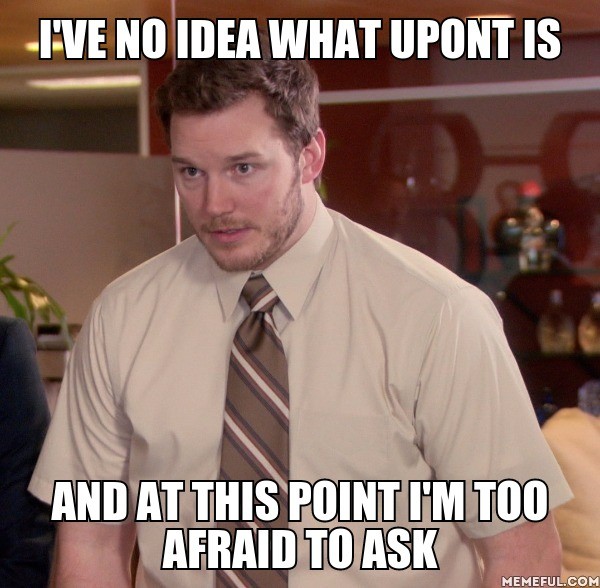 I'VE NO IDEA WHAT UPONT IS
AND AT THIS POINT I'M TOO
AFRAID TO ASK
MEMEFUL.COM